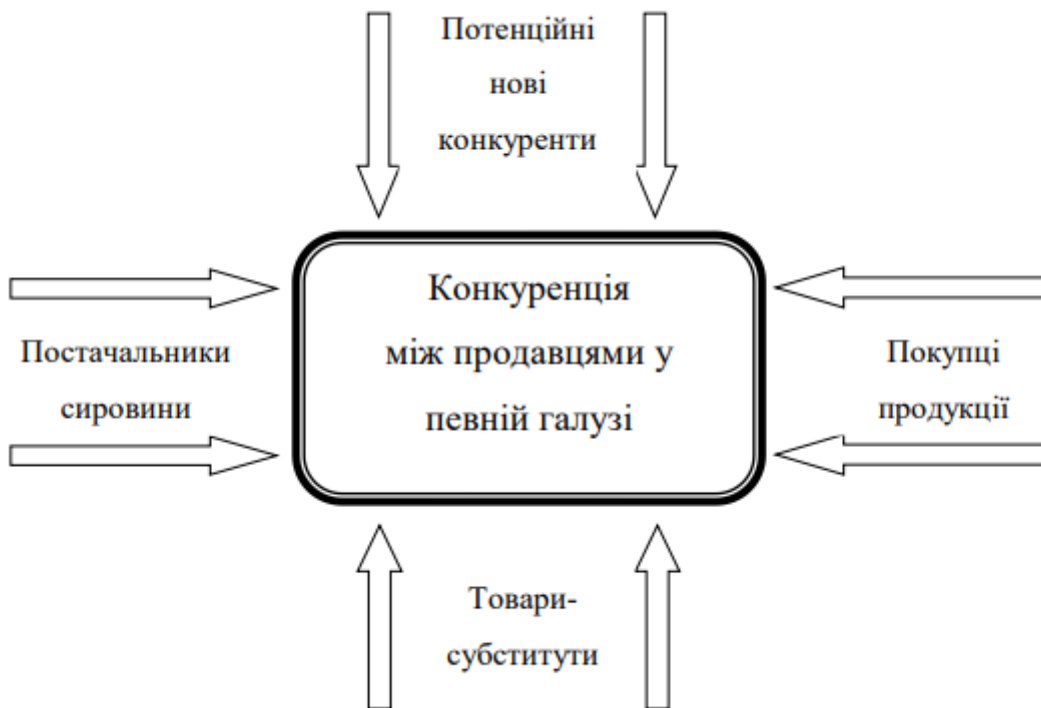 Потенційні
нові
конкуренти
Конкуренція
між продавцями у
певній галузі
Постачальники
сировини
Покупці
продукції
Товари-
субститути